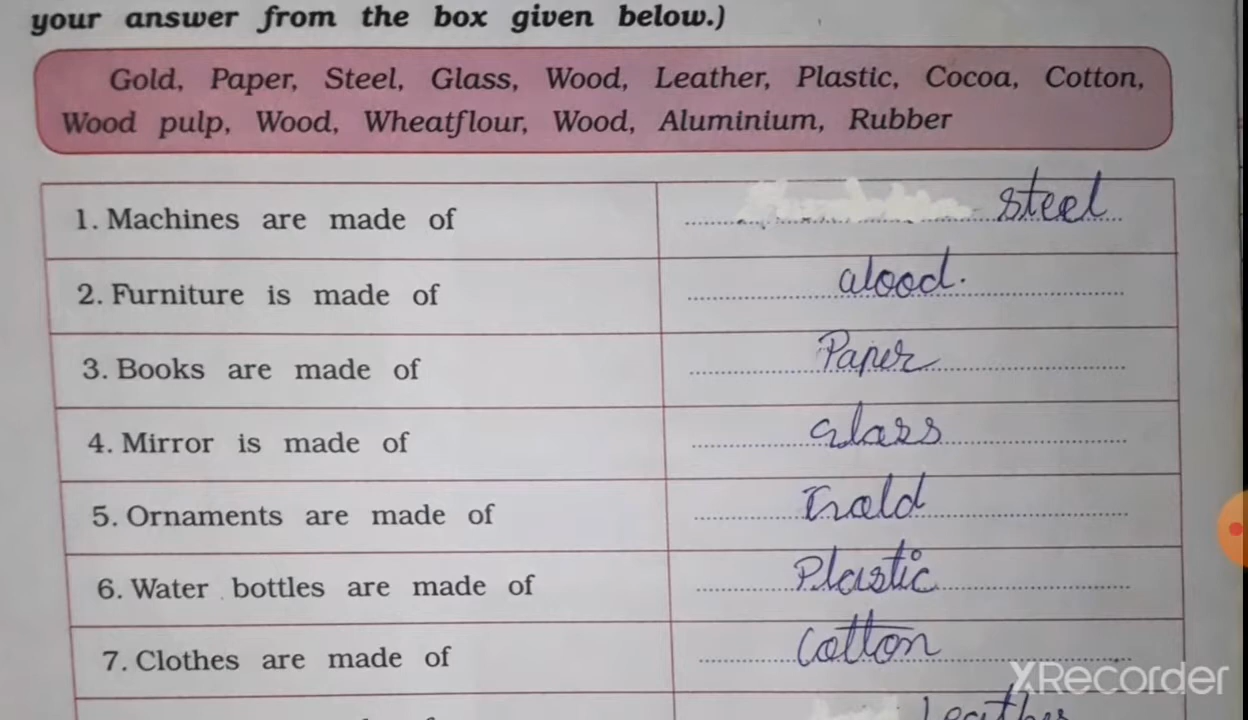 your answer from the box given below.)
Gold, Paper, Steel, Glass, Wood, Leather, Plastic, Cocoa, Cotton,
Wood pulp, Wood, Wheatflour, Wood, Aluminium, Rubber
1. Machines are made of steel
2. Furniture is made of Wood.
3. Books are made of Paper
4. Mirror is made of Glass
5. Ornaments are made of Gold
6. Water bottles are made of Plastic
7. Clothes are made of Cotton
XRecorder
Leather